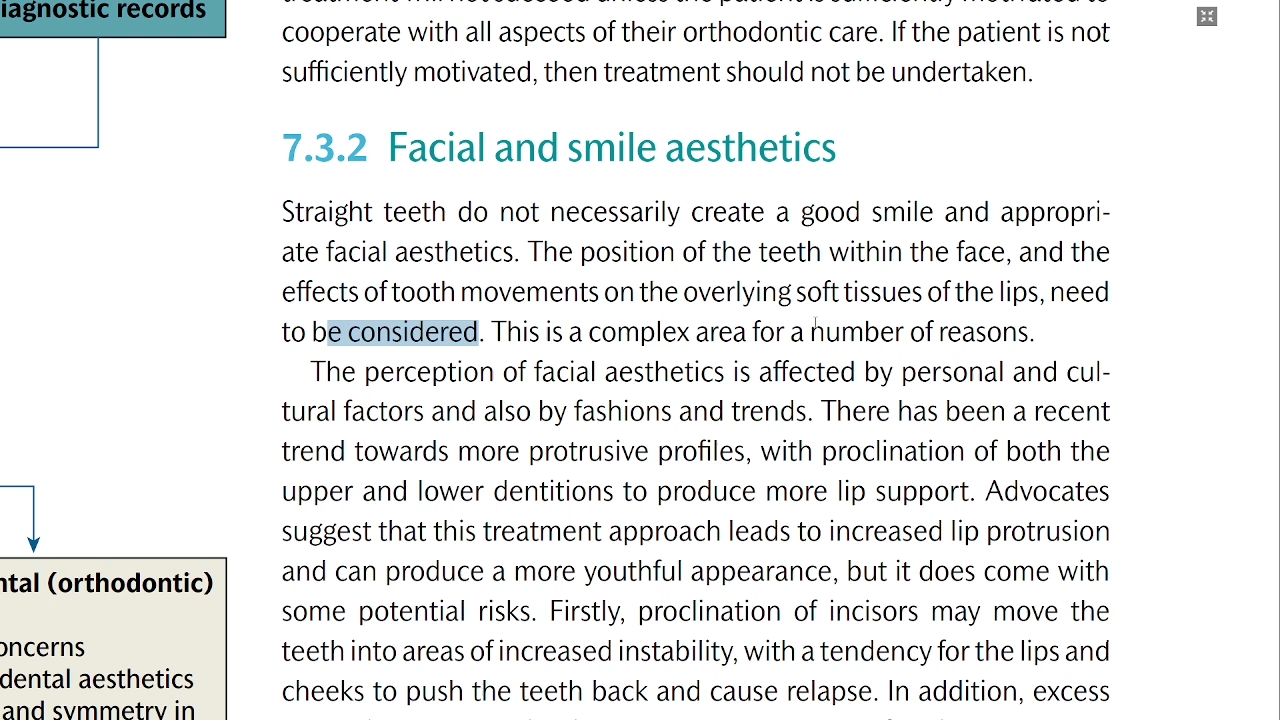 iagnostic records
cooperate with all aspects of their orthodontic care. If the patient is not
sufficiently motivated, then treatment should not be undertaken.
7.3.2 Facial and smile aesthetics
Straight teeth do not necessarily create a good smile and appropri-
ate facial aesthetics. The position of the teeth within the face, and the
effects of tooth movements on the overlying soft tissues of the lips, need
to be considered. This is a complex area for a number of reasons.
The perception of facial aesthetics is affected by personal and cul-
tural factors and also by fashions and trends. There has been a recent
trend towards more protrusive profiles, with proclination of both the
upper and lower dentitions to produce more lip support. Advocates
suggest that this treatment approach leads to increased lip protrusion
and can produce a more youthful appearance, but it does come with
some potential risks. Firstly, proclination of incisors may move the
teeth into areas of increased instability, with a tendency for the lips and
cheeks to push the teeth back and cause relapse. In addition, excess
ntal (orthodontic)
oncerns
dental aesthetics
and symmetry in